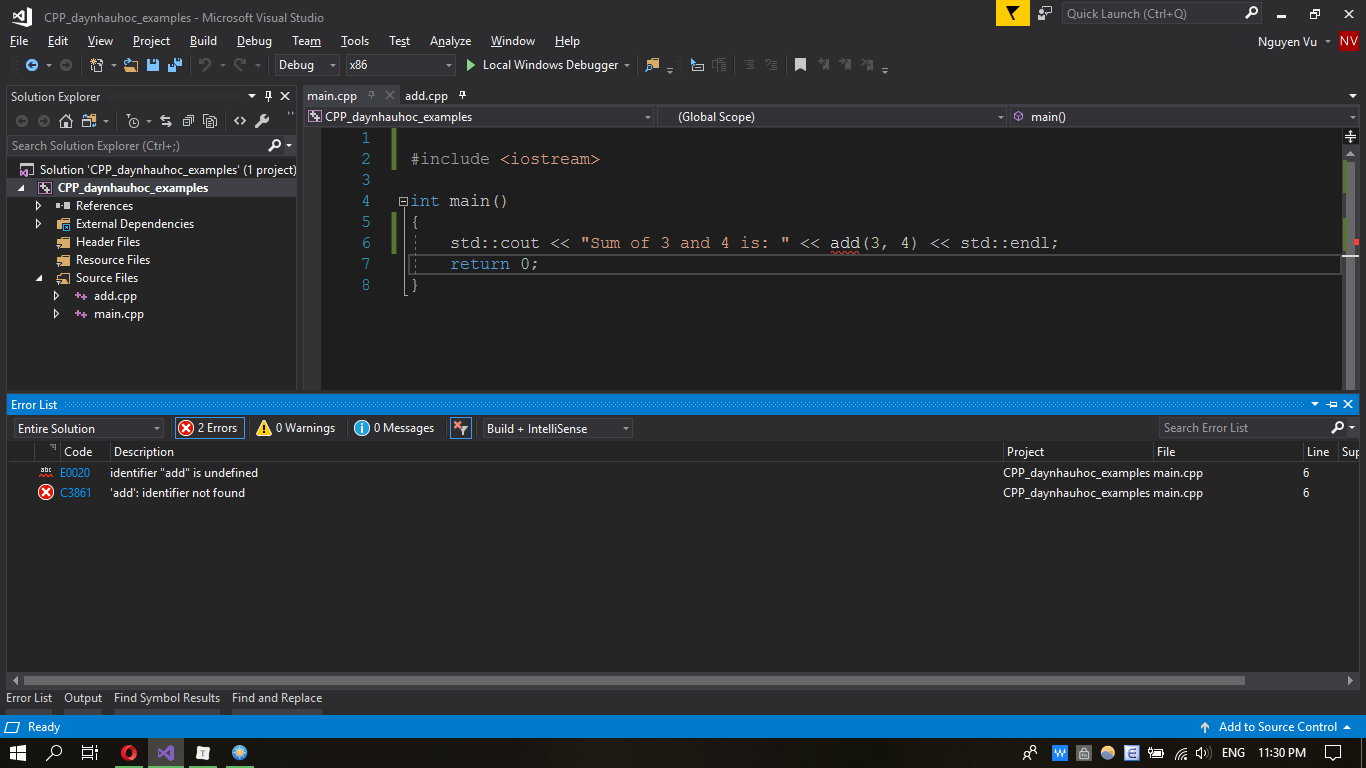 CPP_daynhauhoc_examples - Microsoft Visual Studio
Quick Launch (Ctrl+Q)
File Edit View Project Build Debug Team Tools Test Analyze Window Help
Nguyen Vu NV
Debug x86 Local Windows Debugger
Solution Explorer
Search Solution Explorer (Ctrl+;)
Solution 'CPP_daynhauhoc_examples' (1 project)
CPP_daynhauhoc_examples
References
External Dependencies
Header Files
Resource Files
Source Files
add.cpp
main.cpp
main.cpp add.cpp
CPP_daynhauhoc_examples (Global Scope) main()
1
2 #include <iostream>
3
4 int main()
5 {
6 std::cout << "Sum of 3 and 4 is: " << add(3, 4) << std::endl;
7 return 0;
8 }
Error List
Entire Solution 2 Errors 0 Warnings 0 Messages Build + IntelliSense Search Error List
Code Description Project File Line Sup
abc E0020 identifier "add" is undefined CPP_daynhauhoc_examples main.cpp 6
C3861 'add': identifier not found CPP_daynhauhoc_examples main.cpp 6
Error List Output Find Symbol Results Find and Replace
Ready Add to Source Control
T W E ENG 11:30 PM